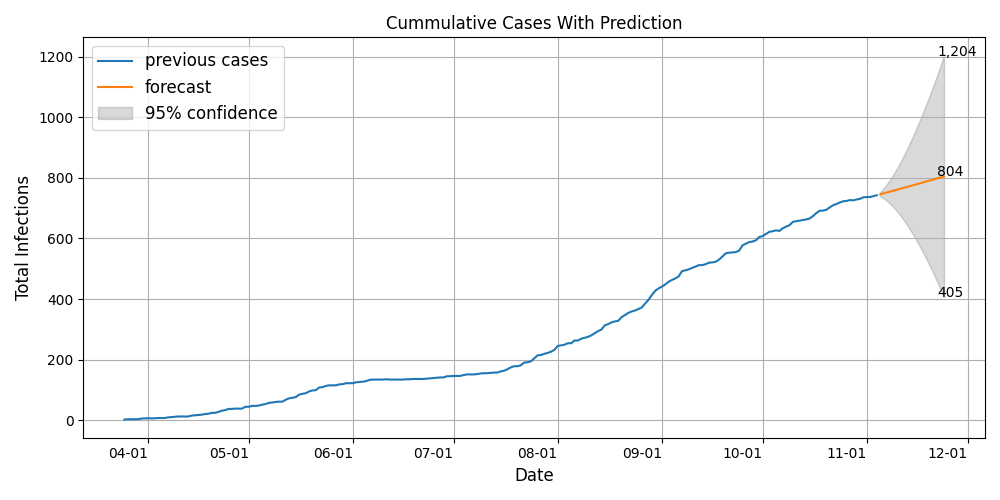 Cummulative Cases With Prediction
previous cases
forecast
95% confidence
1,204
804
405
1200
1000
800
600
400
200
0
Total Infections
04-01 05-01 06-01 07-01 08-01 09-01 10-01 11-01 12-01
Date